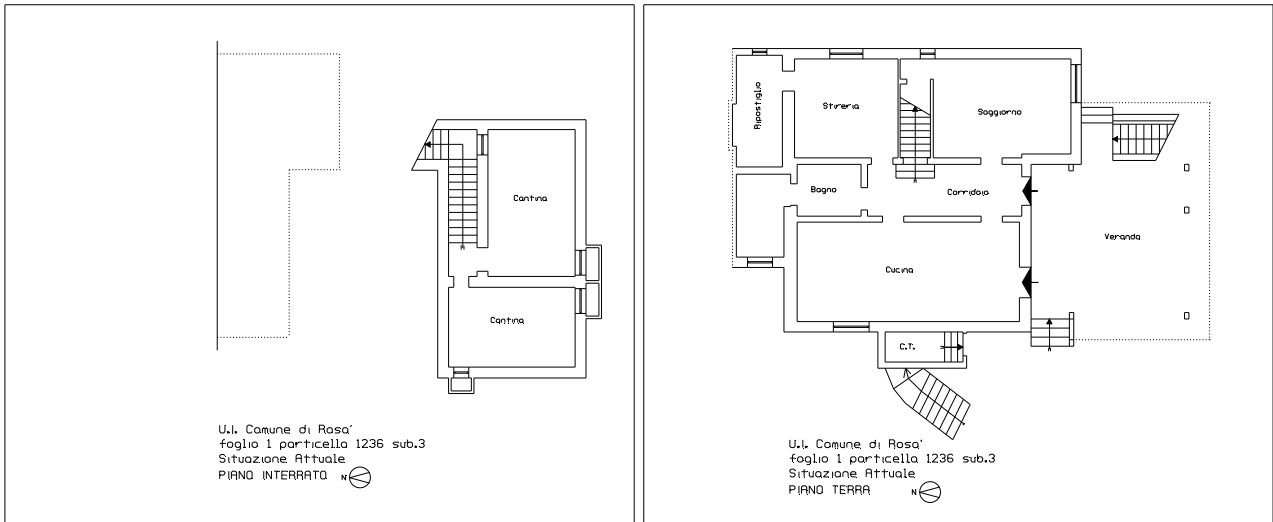 Cantina
Cantina
U.I. Comune di Rosa'
foglio 1 particella 1236 sub.3
Situazione Attuale
PIANO INTERRATO N
Ripostiglio
Stireria
Soggiorno
Bagno
Corridoio
Veranda
Cucina
C.T.
U.I. Comune di Rosa'
foglio 1 particella 1236 sub.3
Situazione Attuale
PIANO TERRA N